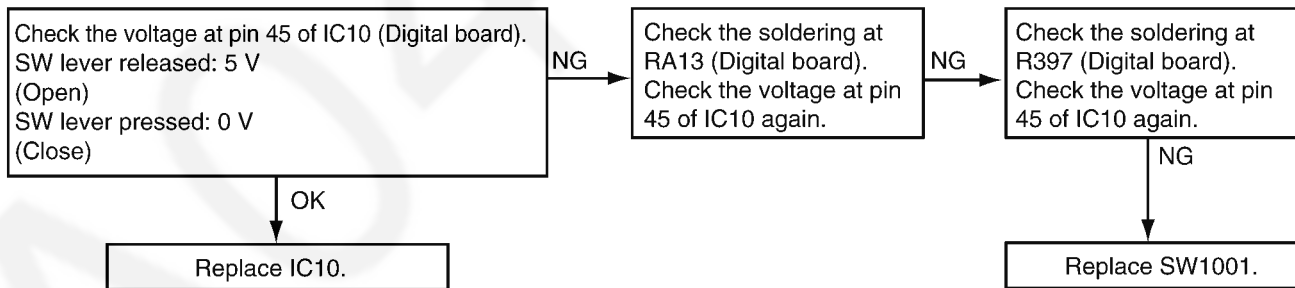 Check the voltage at pin 45 of IC10 (Digital board).
SW lever released: 5 V
(Open)
SW lever pressed: 0 V
(Close)
NG
Check the soldering at
RA13 (Digital board).
Check the voltage at pin
45 of IC10 again.
NG
Check the soldering at
R397 (Digital board).
Check the voltage at pin
45 of IC10 again.
OK
NG
Replace IC10.
Replace SW1001.